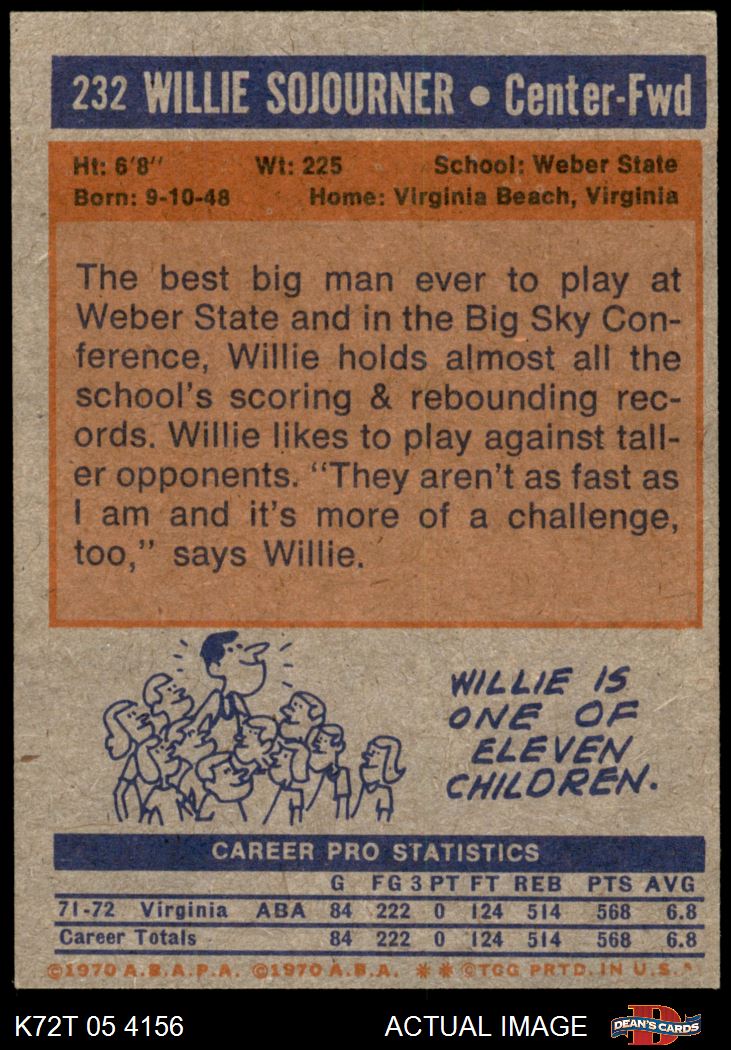 232 WILLIE SOJOURNER • Center-Fwd
Ht: 6'8'' Wt: 225 School: Weber State
Born: 9-10-48 Home: Virginia Beach, Virginia
The best big man ever to play at
Weber State and in the Big Sky Con-
ference, Willie holds almost all the
school's scoring & rebounding rec-
ords. Willie likes to play against tall-
er opponents. "They aren't as fast as
I am and it's more of a challenge,
too," says Willie.
WILLIE IS
ONE OF
ELEVEN
CHILDREN.
CAREER PRO STATISTICS
G FG 3 PT FT REB PTS AVG
71-72 Virginia ABA 84 222 0 124 514 568 6.8
Career Totals 84 222 0 124 514 568 6.8
©1970 A.B.A.P.A. ©1970 A.B.A. ** ©TCG PRTD. IN U.S.A.
K72T 05 4156 ACTUAL IMAGE DEAN'S CARDS